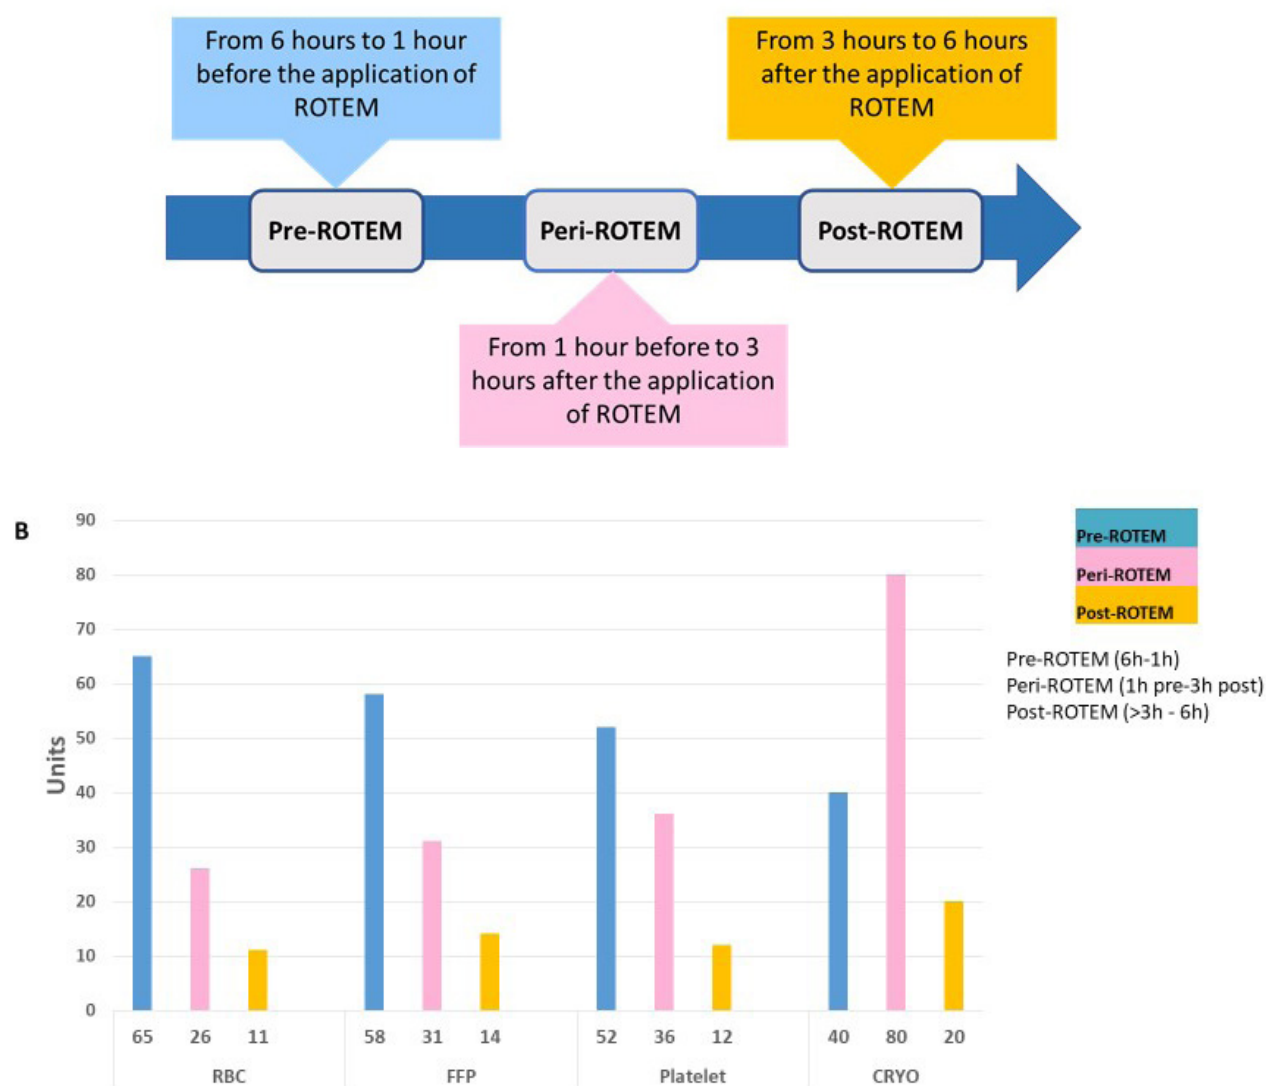 From 6 hours to 1 hour
before the application of
ROTEM
From 3 hours to 6 hours
after the application of
ROTEM
Pre-ROTEM
Peri-ROTEM
Post-ROTEM
From 1 hour before to 3
hours after the application
of ROTEM
B
90
80
70
60
50
40
30
20
10
0
Units
65 26 11 58 31 14 52 36 12 40 80 20
RBC FFP Platelet CRYO
Pre-ROTEM
Peri-ROTEM
Post-ROTEM
Pre-ROTEM (6h-1h)
Peri-ROTEM (1h pre-3h post)
Post-ROTEM (>3h - 6h)